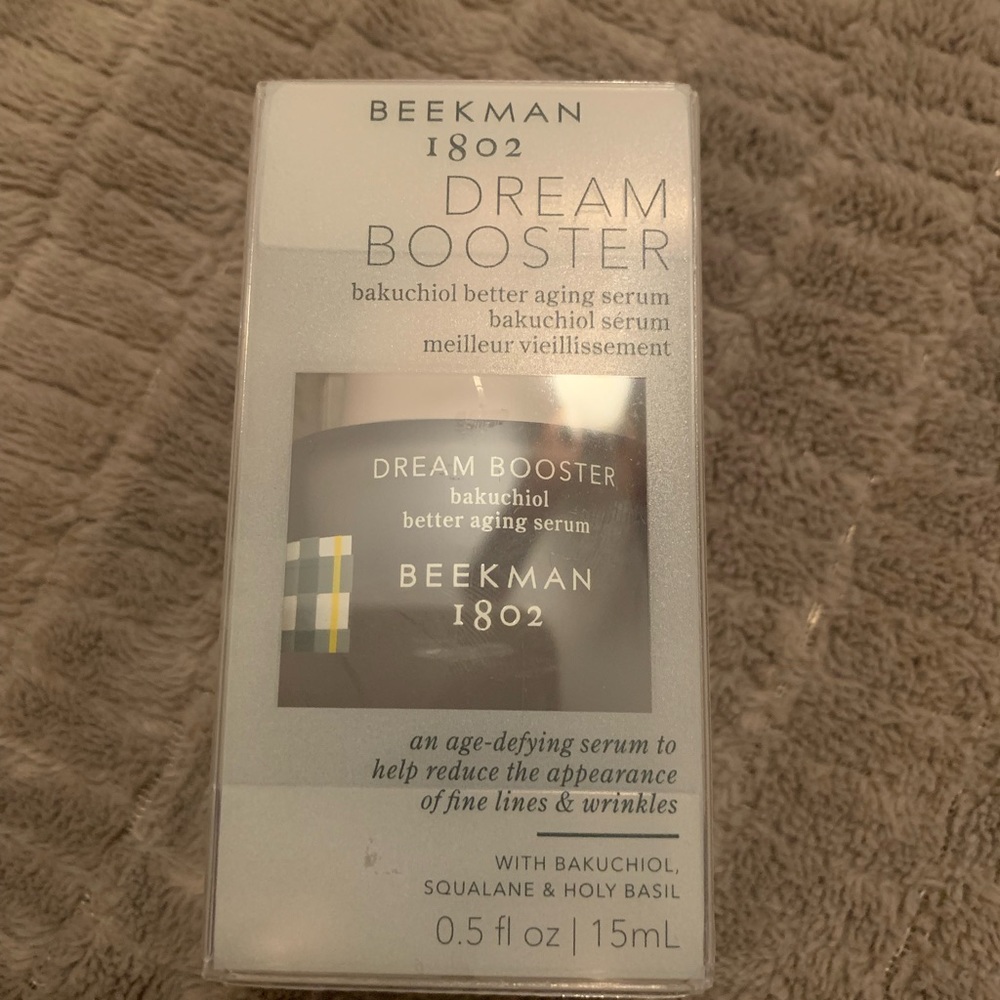 BEEKMAN
1802
DREAM
BOOSTER
bakuchiol better aging serum
bakuchiol sérum
meilleur vieillissement
DREAM BOOSTER
bakuchiol
better aging serum
BEEKMAN
1802
an age-defying serum to
help reduce the appearance
of fine lines & wrinkles
WITH BAKUCHIOL,
SQUALANE & HOLY BASIL
0.5 fl oz | 15mL